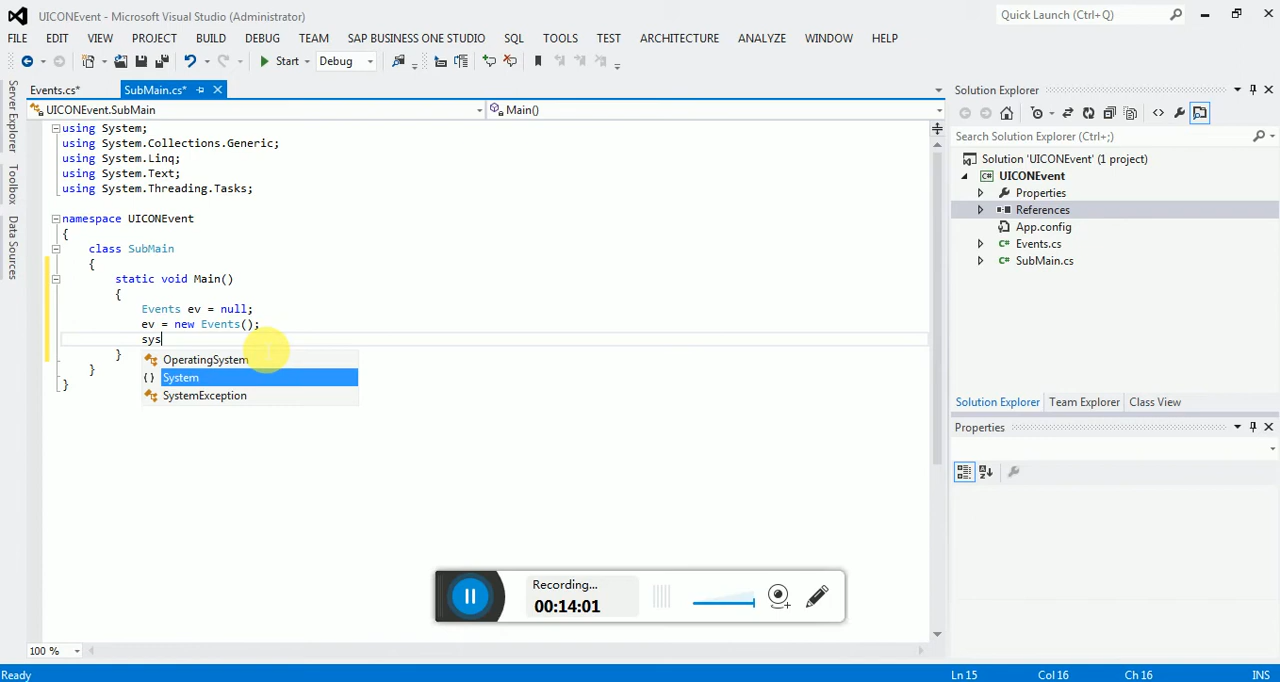 UICONEvent - Microsoft Visual Studio (Administrator)
Quick Launch (Ctrl+Q)
FILE EDIT VIEW PROJECT BUILD DEBUG TEAM SAP BUSINESS ONE STUDIO SQL TOOLS TEST ARCHITECTURE ANALYZE WINDOW HELP
Start Debug
Server Explorer
Toolbox
Data Sources
Events.cs* SubMain.cs*
UICONEvent.SubMain Main()
using System;
using System.Collections.Generic;
using System.Linq;
using System.Text;
using System.Threading.Tasks;
namespace UICONEvent
{
class SubMain
{
static void Main()
{
Events ev = null;
ev = new Events();
sys
}
}
}
OperatingSystem
{} System
SystemException
Recording...
00:14:01
100 %
Solution Explorer
Search Solution Explorer (Ctrl+;)
Solution 'UICONEvent' (1 project)
UICONEvent
Properties
References
App.config
Events.cs
SubMain.cs
Solution Explorer Team Explorer Class View
Properties
Ready Ln 15 Col 16 Ch 16 INS